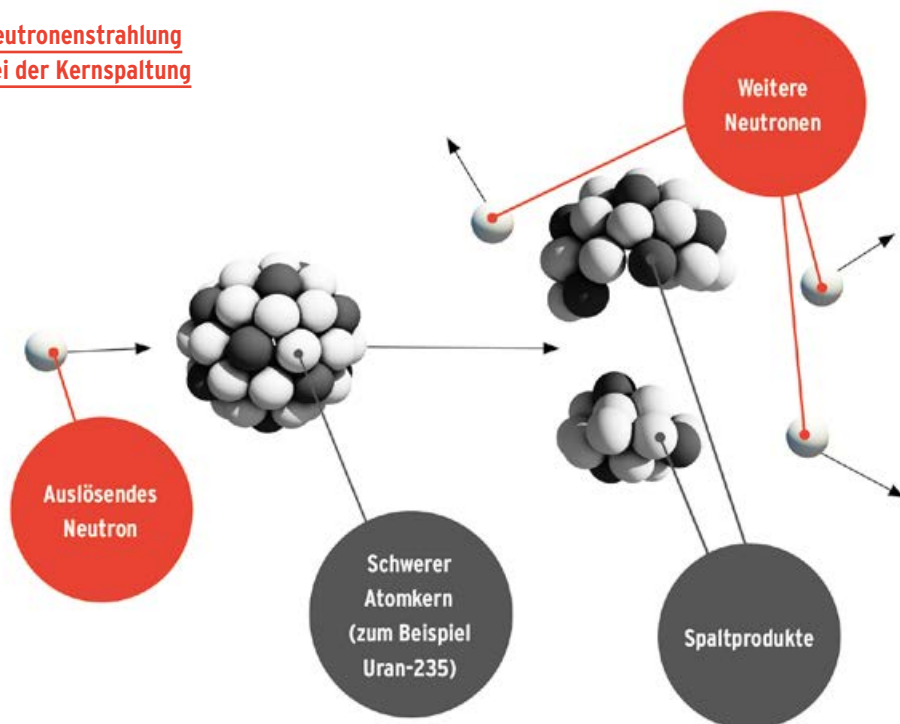 eutronenstrahlung
ei der Kernspaltung
Weitere
Neutronen
Auslösendes
Neutron
Schwerer
Atomkern
(zum Beispiel
Uran-235)
Spaltprodukte